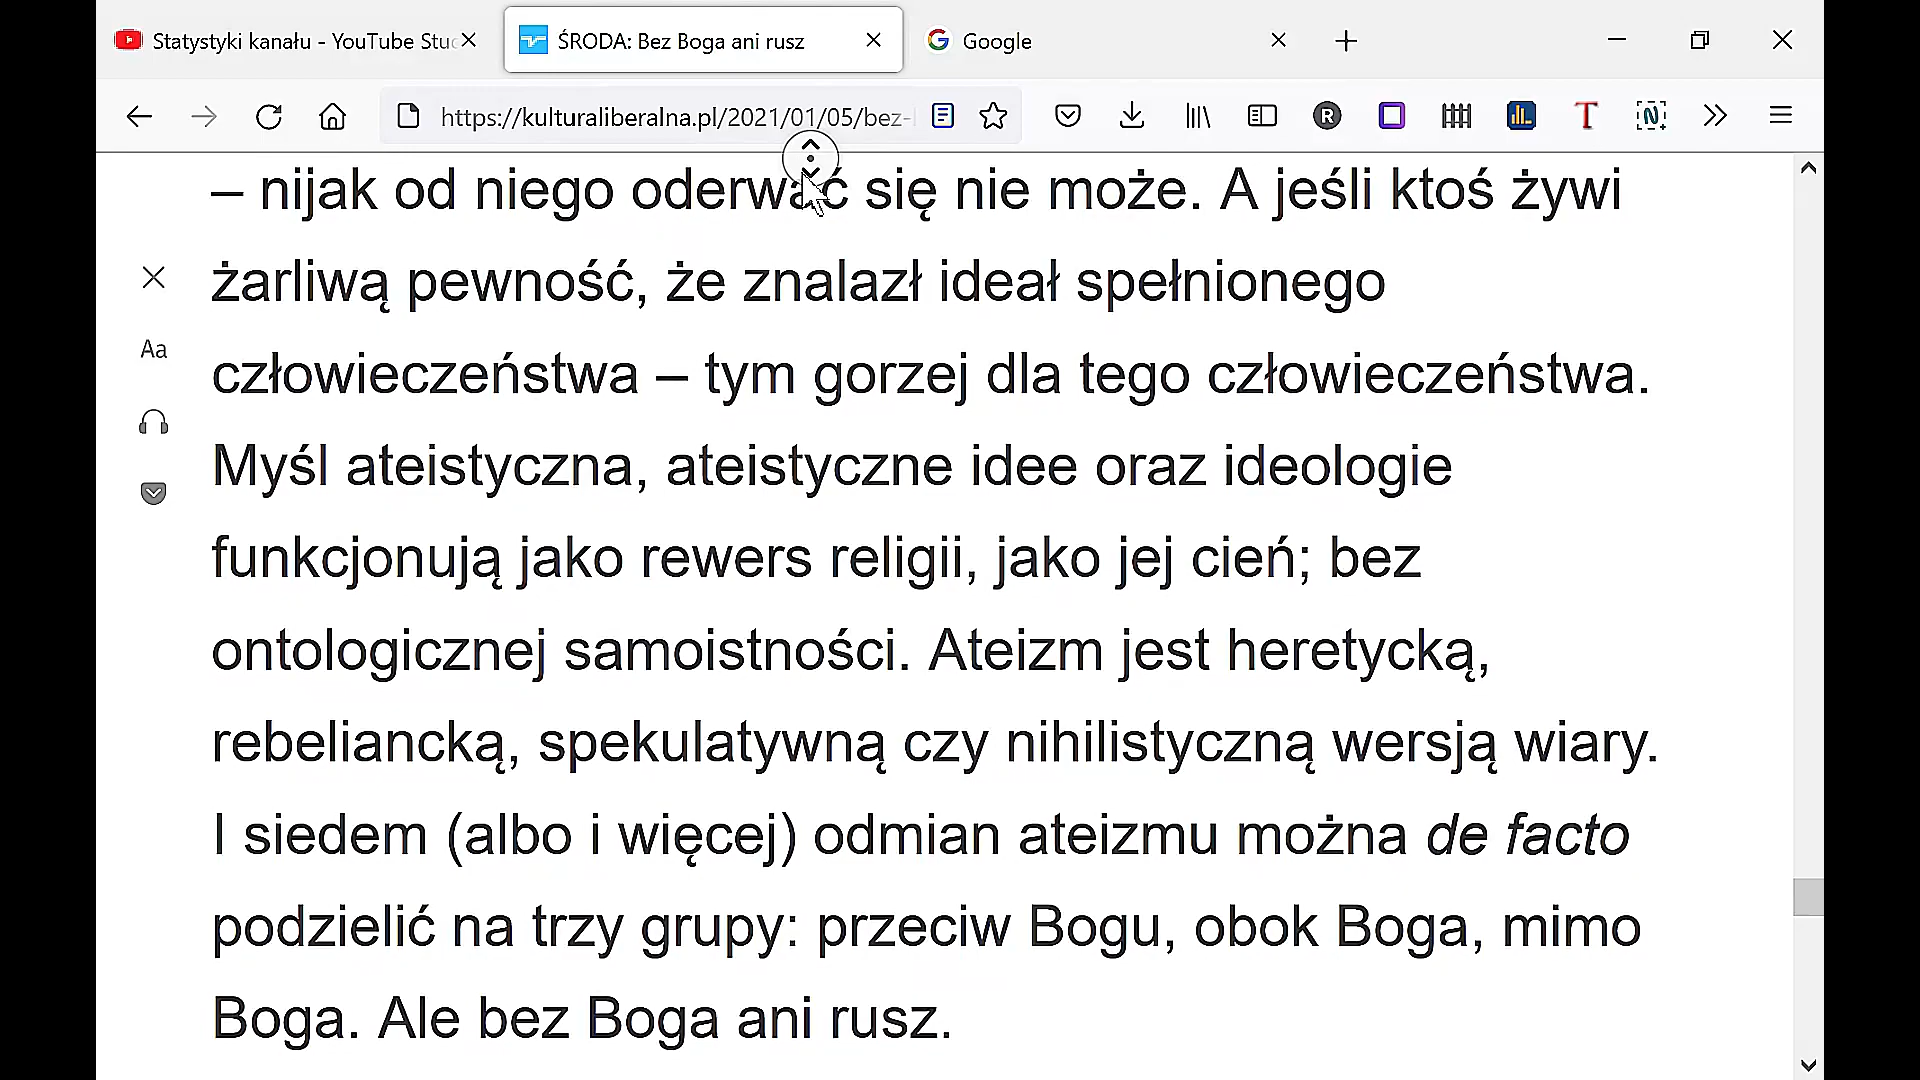 Statystyki kanału - YouTube Stu
ŚRODA: Bez Boga ani rusz
Google
https://kulturaliberalna.pl/2021/01/05/bez-
– nijak od niego oderwać się nie może. A jeśli ktoś żywi
żarliwą pewność, że znalazł ideał spełnionego
Aa
człowieczeństwa – tym gorzej dla tego człowieczeństwa.
Myśl ateistyczna, ateistyczne idee oraz ideologie
funkcjonują jako rewers religii, jako jej cień; bez
ontologicznej samoistności. Ateizm jest heretycką,
rebeliancką, spekulatywną czy nihilistyczną wersją wiary.
I siedem (albo i więcej) odmian ateizmu można de facto
podzielić na trzy grupy: przeciw Bogu, obok Boga, mimo
Boga. Ale bez Boga ani rusz.